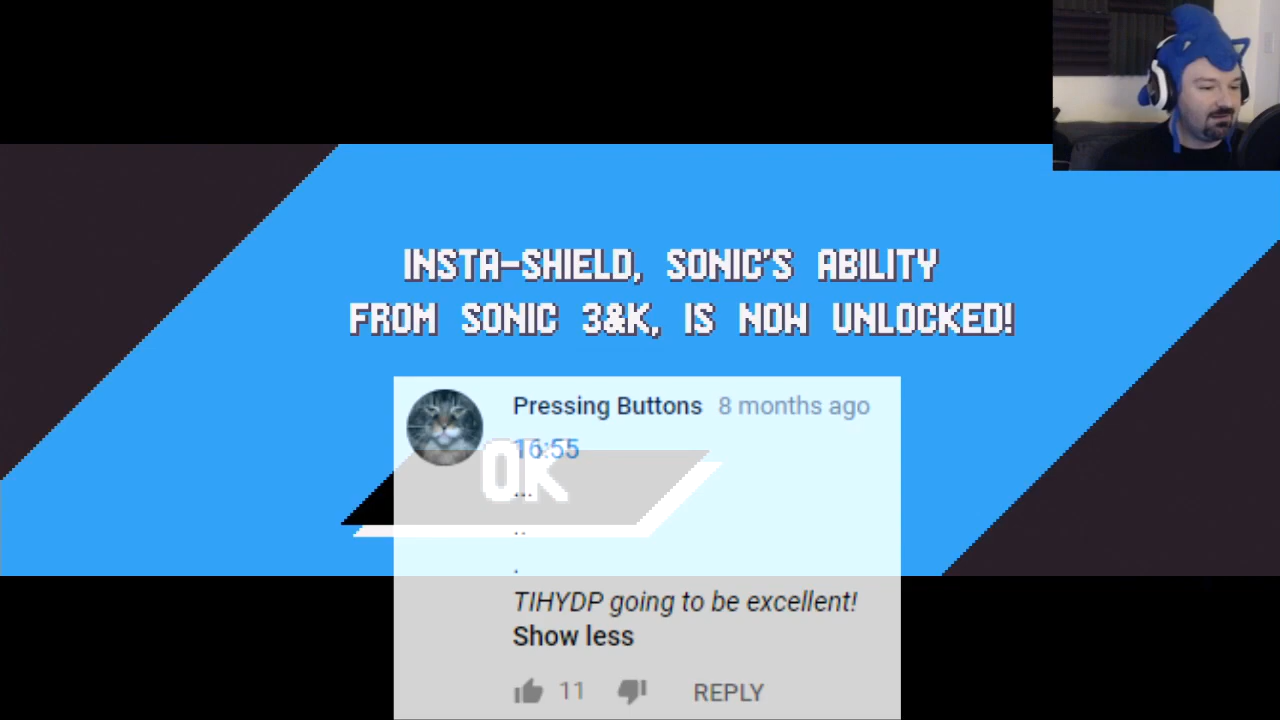 INSTA-SHIELD, SONIC'S ABILITY
FROM SONIC 3&K, IS NOW UNLOCKED!
Pressing Buttons 8 months ago
16:55
OK
...
..
.
TIHYDP going to be excellent!
Show less
11 REPLY